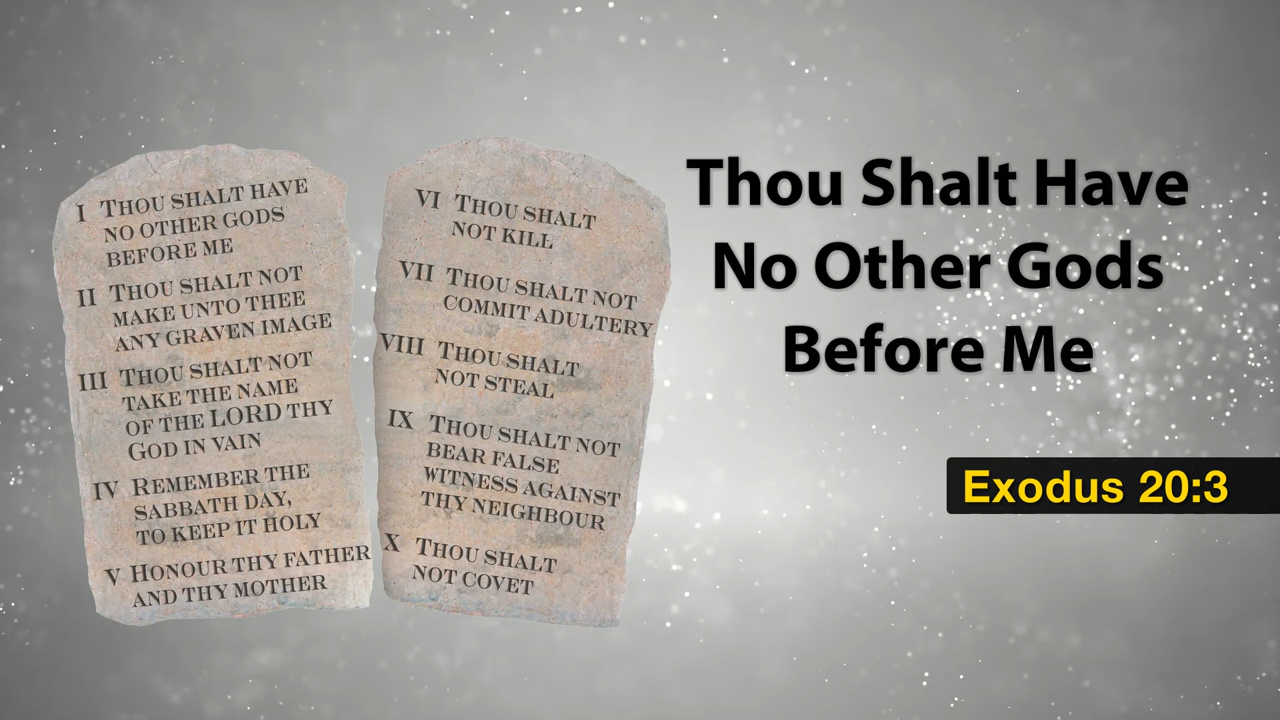 I THOU SHALT HAVE
NO OTHER GODS
BEFORE ME
II THOU SHALT NOT
MAKE UNTO THEE
ANY GRAVEN IMAGE
III THOU SHALT NOT
TAKE THE NAME
OF THE LORD THY
GOD IN VAIN
IV REMEMBER THE
SABBATH DAY,
TO KEEP IT HOLY
V HONOUR THY FATHER
AND THY MOTHER
VI THOU SHALT
NOT KILL
VII THOU SHALT NOT
COMMIT ADULTERY
VIII THOU SHALT
NOT STEAL
IX THOU SHALT NOT
BEAR FALSE
WITNESS AGAINST
THY NEIGHBOUR
X THOU SHALT
NOT COVET
Thou Shalt Have
No Other Gods
Before Me
Exodus 20:3